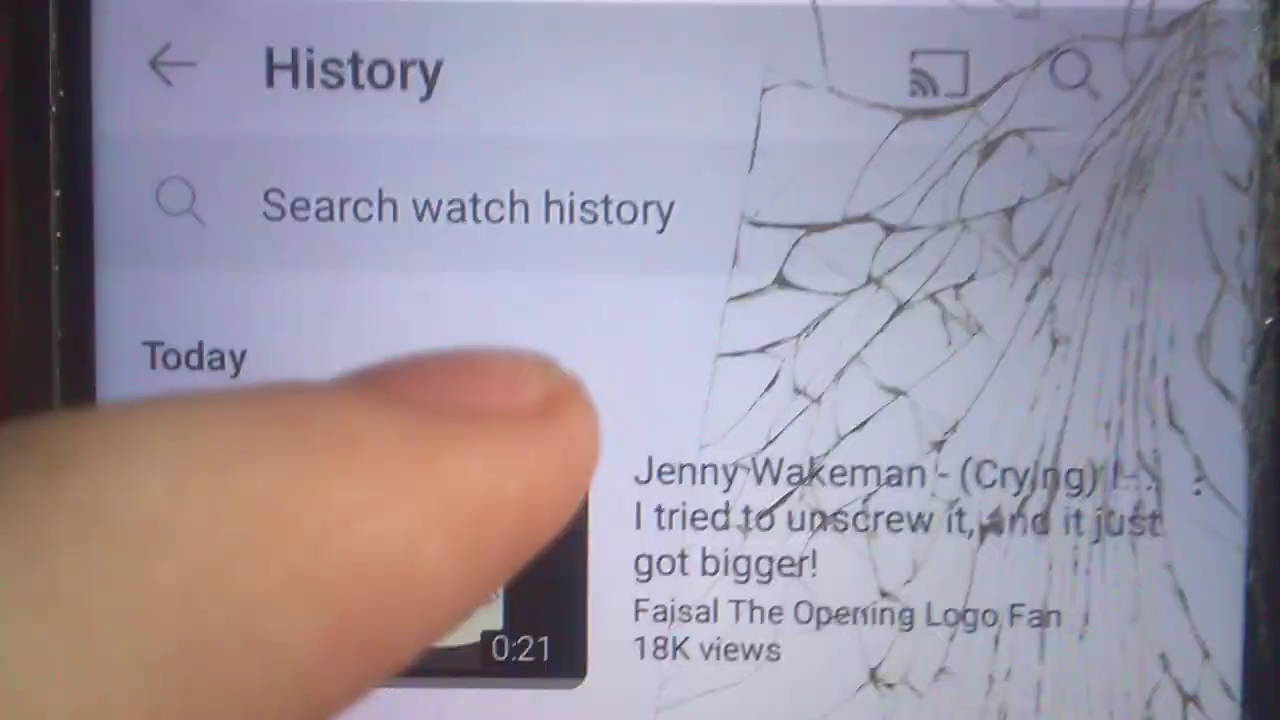 History
Search watch history
Today
Jenny Wakeman - (Crying) !-
I tried to unscrew it, and it just
got bigger!
Faisal The Opening Logo Fan
18K views
0:21